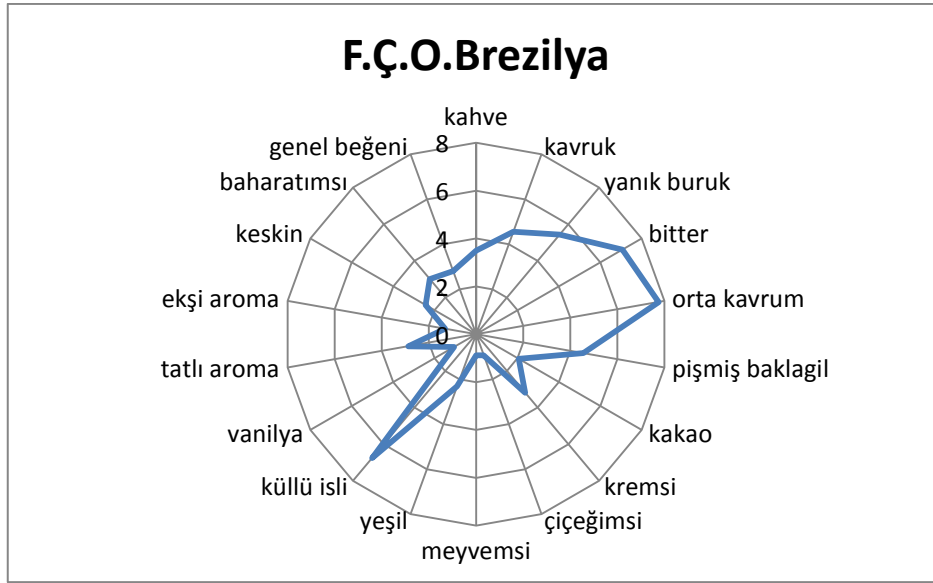 F.Ç.O.Brezilya
kahve
kavruk
yanık buruk
bitter
orta kavrum
pişmiş baklagil
kakao
kremsi
çiçeğimsi
meyvemsi
yeşil
küllü isli
vanilya
tatlı aroma
ekşi aroma
keskin
baharatımsı
genel beğeni
8
6
4
2
0